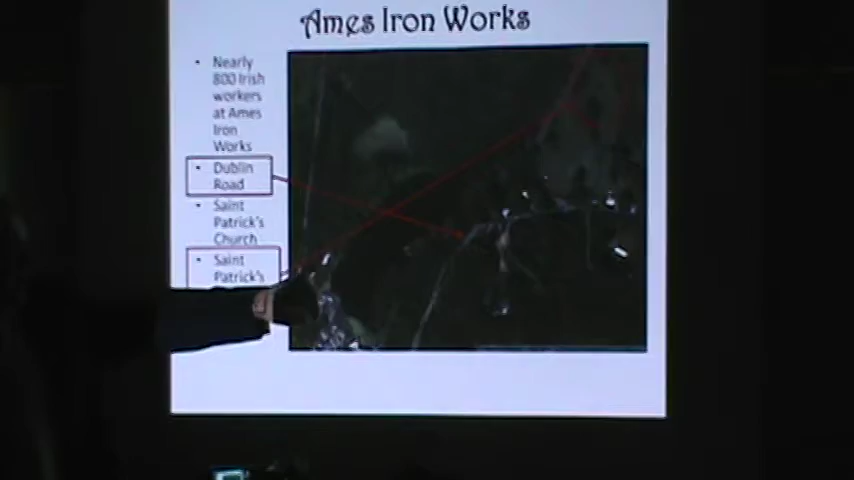 Ames Iron Works
• Nearly
800 Irish
workers
at Ames
Iron
Works
• Dublin
Road
• Saint
Patrick's
Church
• Saint
Patrick's